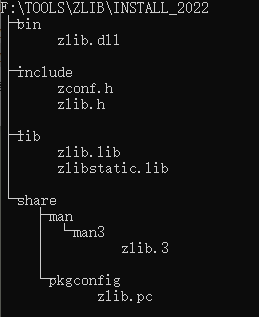 F:\TOOLS\ZLIB\INSTALL_2022
bin
zlib.dll
include
zconf.h
zlib.h
lib
zlib.lib
zlibstatic.lib
share
man
man3
zlib.3
pkgconfig
zlib.pc